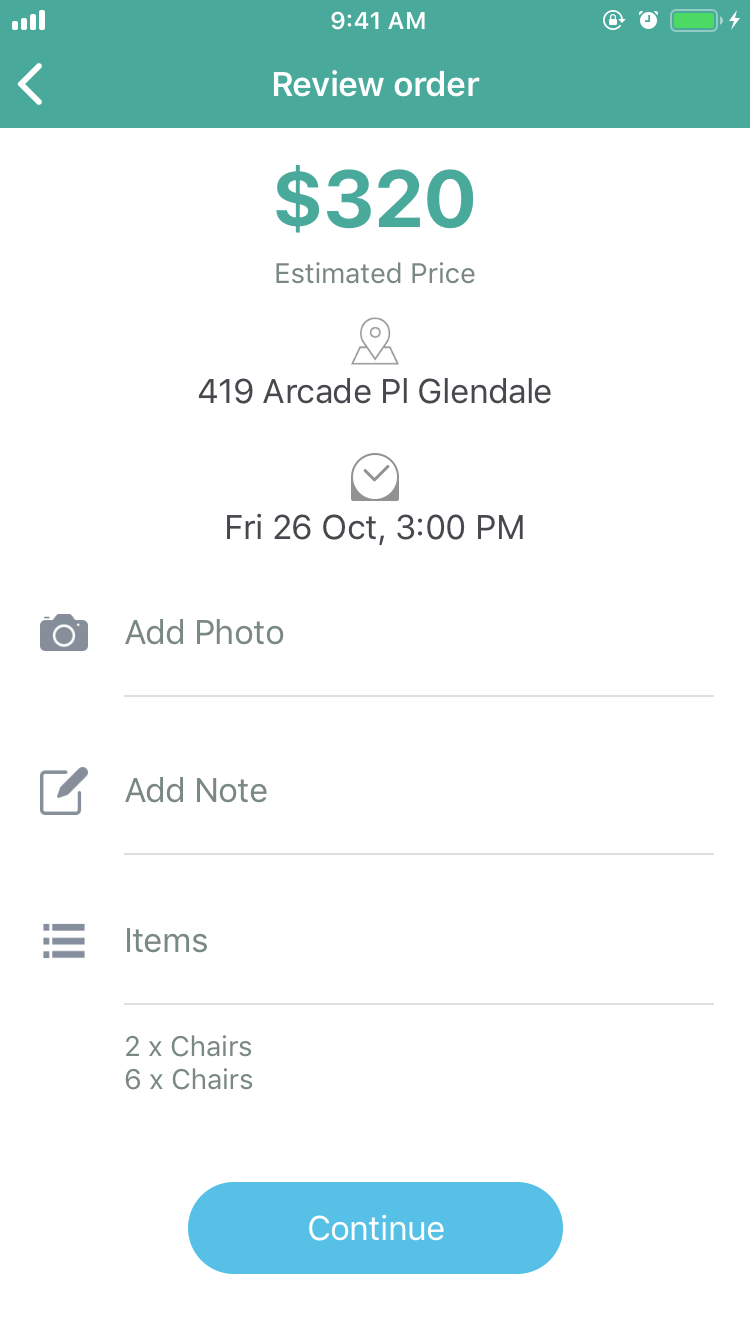 9:41 AM
Review order
$320
Estimated Price
419 Arcade Pl Glendale
Fri 26 Oct, 3:00 PM
Add Photo
Add Note
Items
2 x Chairs
6 x Chairs
Continue